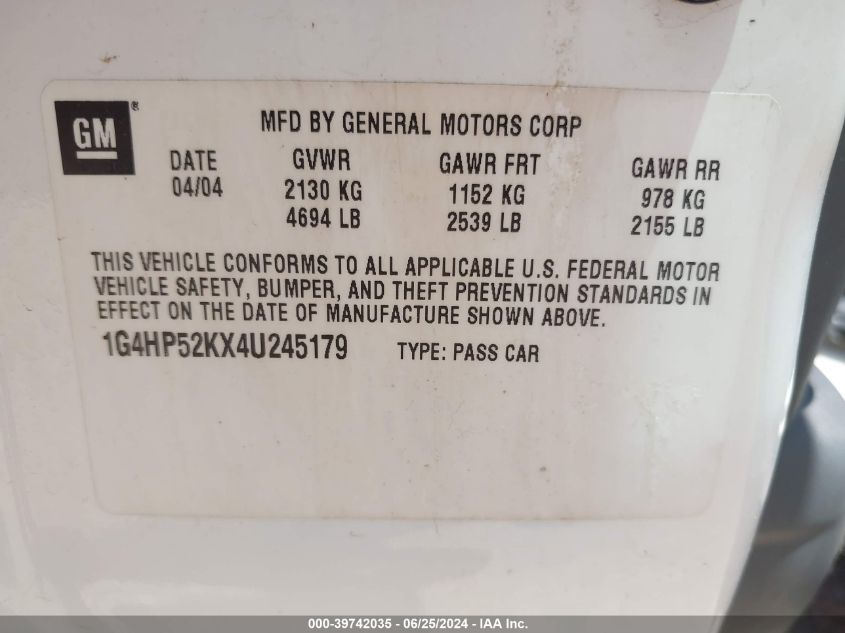 GM®
MFD BY GENERAL MOTORS CORP
DATE GVWR GAWR FRT GAWR RR
04/04 2130 KG 1152 KG 978 KG
4694 LB 2539 LB 2155 LB
THIS VEHICLE CONFORMS TO ALL APPLICABLE U.S. FEDERAL MOTOR
VEHICLE SAFETY, BUMPER, AND THEFT PREVENTION STANDARDS IN
EFFECT ON THE DATE OF MANUFACTURE SHOWN ABOVE.
1G4HP52KX4U245179 TYPE: PASS CAR
000-39742035 - 06/25/2024 - IAA Inc.